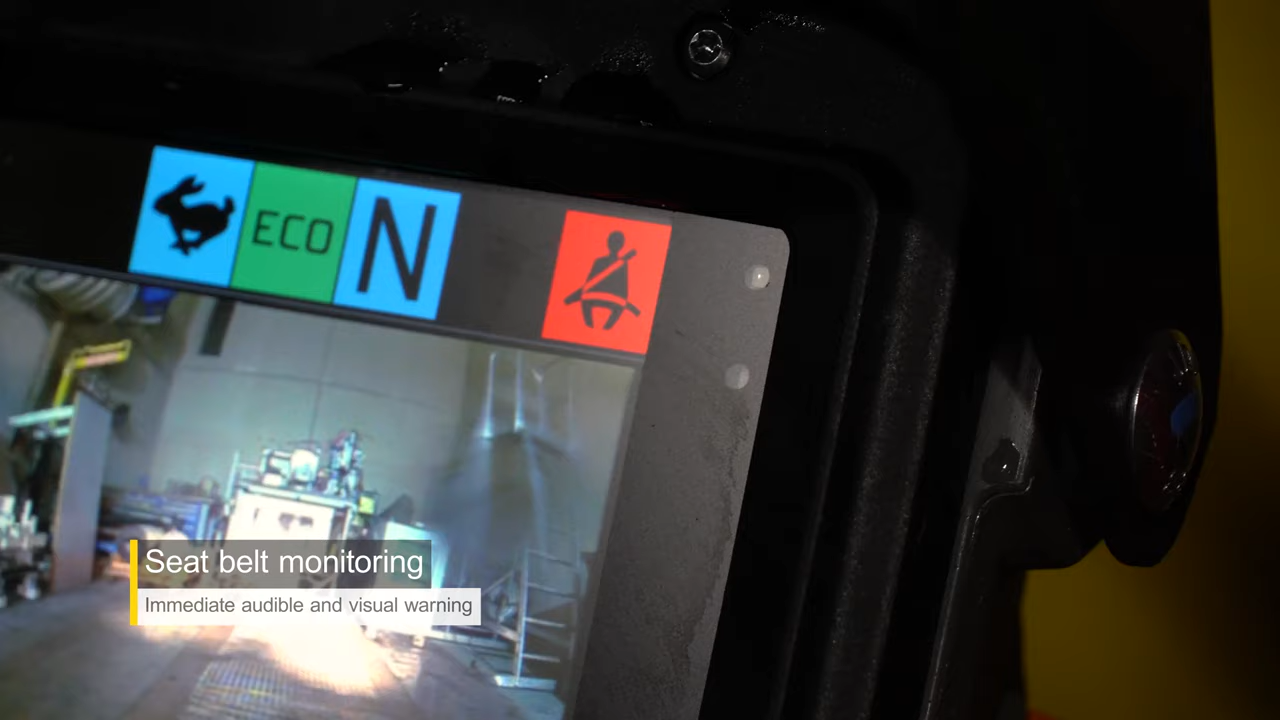 ECO N
Seat belt monitoring
Immediate audible and visual warning